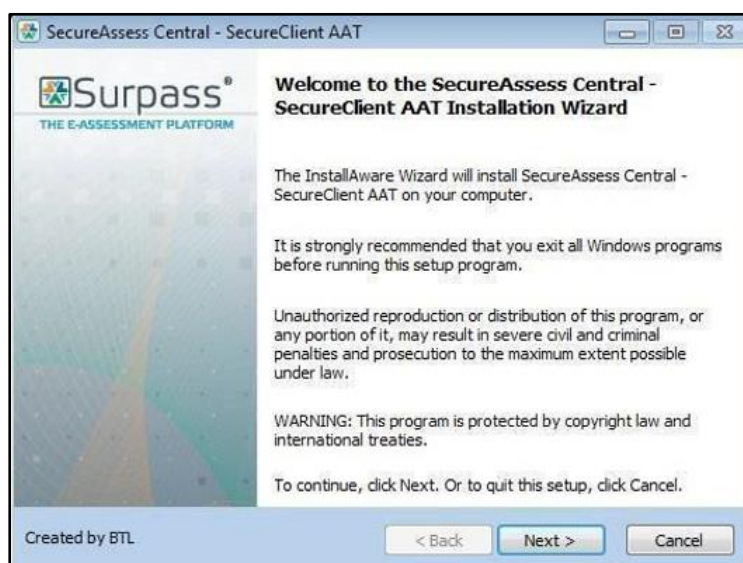 SecureAssess Central - SecureClient AAT
Surpass®
THE E-ASSESSMENT PLATFORM
Welcome to the SecureAssess Central -
SecureClient AAT Installation Wizard
The InstallAware Wizard will install SecureAssess Central -
SecureClient AAT on your computer.
It is strongly recommended that you exit all Windows programs
before running this setup program.
Unauthorized reproduction or distribution of this program, or
any portion of it, may result in severe civil and criminal
penalties and prosecution to the maximum extent possible
under law.
WARNING: This program is protected by copyright law and
international treaties.
To continue, click Next. Or to quit this setup, click Cancel.
Created by BTL
< Back
Next >
Cancel